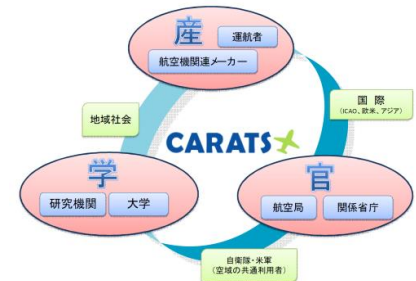 産
運航者
航空機関連メーカー
地域社会
国際
(ICAO、欧米、アジア)
CARATS
学
研究機関
大学
官
航空局
関係省庁
自衛隊・米軍
(空域の共通利用者)